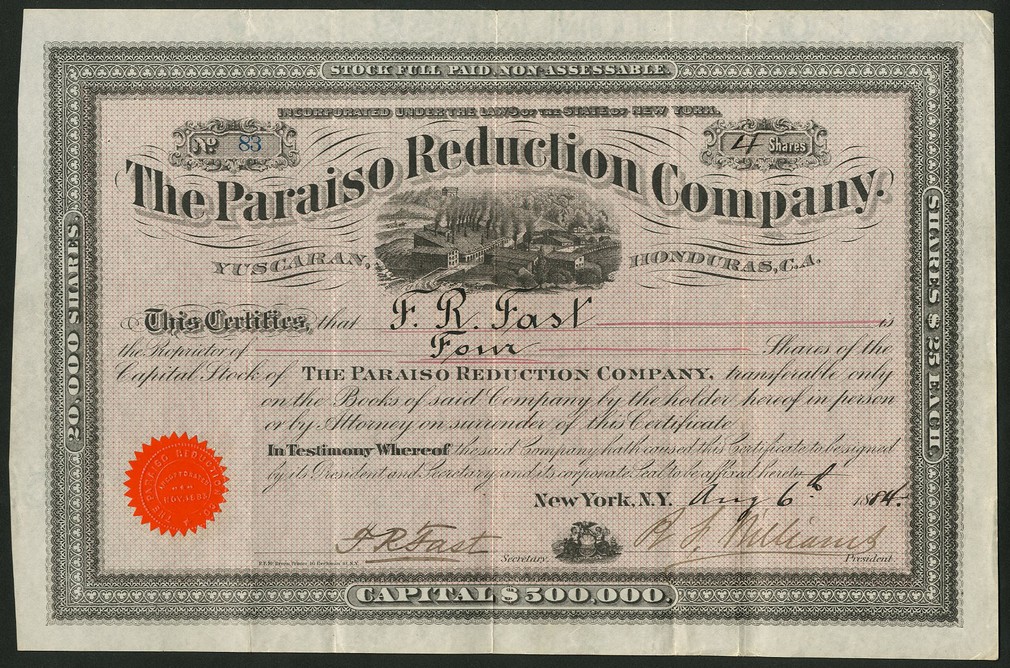 STOCK FULL PAID, NON-ASSESSABLE.
INCORPORATED UNDER THE LAWS OF THE STATE OF NEW YORK.
No 83
4 Shares
The Paraiso Reduction Company.
YUSCARAN, HONDURAS, C.A.
This Certifies, that F. R. Fast is
the Proprietor of Four Shares of the
Capital Stock of THE PARAISO REDUCTION COMPANY, transferable only
on the Books of said Company by the holder hereof in person
or by Attorney on surrender of this Certificate
In Testimony Whereof the said Company hath caused this Certificate to be signed
by its President and Secretary and its corporate Seal to be affixed hereto
New York, N.Y. Aug 6th 1884.
F R Fast Secretary
Williams President.
CAPITAL $500,000.
20,000 SHARES
SHARES $25 EACH.
THE PARAISO REDUCTION
INCORPORATED